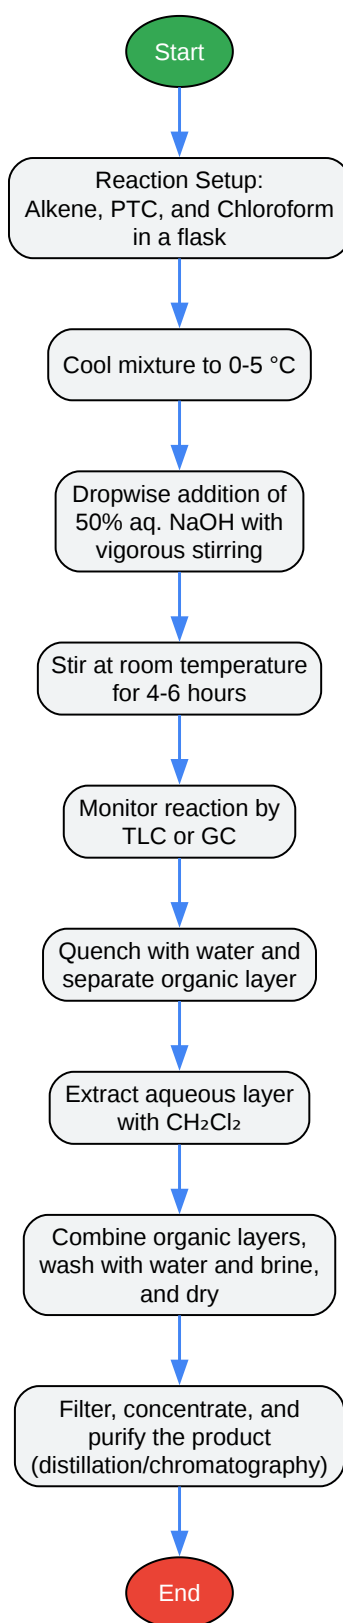 Start
Reaction Setup:
Alkene, PTC, and Chloroform
in a flask
Cool mixture to 0-5 °C
Dropwise addition of
50% aq. NaOH with
vigorous stirring
Stir at room temperature
for 4-6 hours
Monitor reaction by
TLC or GC
Quench with water and
separate organic layer
Extract aqueous layer
with CH₂Cl₂
Combine organic layers,
wash with water and brine,
and dry
Filter, concentrate, and
purify the product
(distillation/chromatography)
End